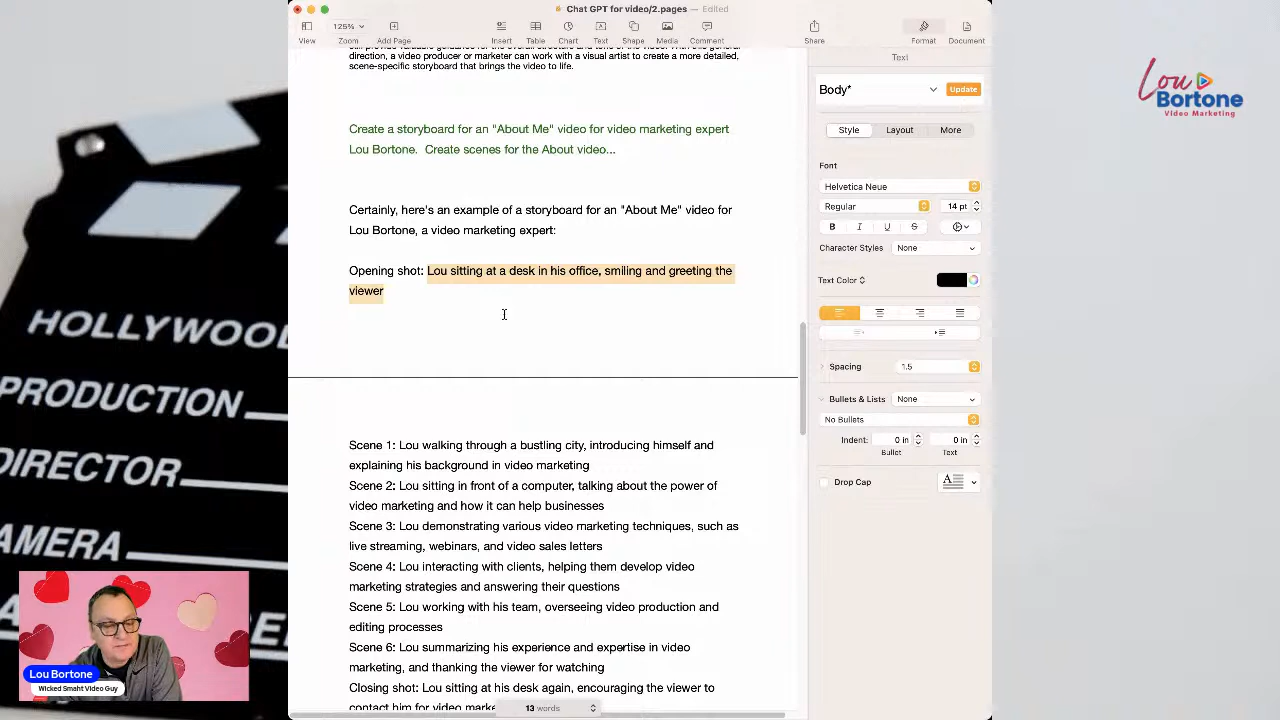 Chat GPT for video/2.pages — Edited
125%
View
Zoom
Add Page
Insert
Table
Chart
Text
Shape
Media
Comment
Share
Format
Document
direction, a video producer or marketer can work with a visual artist to create a more detailed,
scene-specific storyboard that brings the video to life.
Create a storyboard for an "About Me" video for video marketing expert
Lou Bortone. Create scenes for the About video...
Certainly, here's an example of a storyboard for an "About Me" video for
Lou Bortone, a video marketing expert:
Opening shot: Lou sitting at a desk in his office, smiling and greeting the
viewer
Scene 1: Lou walking through a bustling city, introducing himself and
explaining his background in video marketing
Scene 2: Lou sitting in front of a computer, talking about the power of
video marketing and how it can help businesses
Scene 3: Lou demonstrating various video marketing techniques, such as
live streaming, webinars, and video sales letters
Scene 4: Lou interacting with clients, helping them develop video
marketing strategies and answering their questions
Scene 5: Lou working with his team, overseeing video production and
editing processes
Scene 6: Lou summarizing his experience and expertise in video
marketing, and thanking the viewer for watching
Closing shot: Lou sitting at his desk again, encouraging the viewer to
contact him for video marke
13 words
Text
Body*
Update
Style
Layout
More
Font
Helvetica Neue
Regular
14 pt
B
I
U
S
Character Styles
None
Text Color
Spacing
1.5
Bullets & Lists
None
No Bullets
Indent:
0 in
0 in
Bullet
Text
Drop Cap
Lou
Bortone
Video Marketing
HOLLYWOOD
PRODUCTION
DIRECTOR
AMERA
Lou Bortone
Wicked Smaht Video Guy